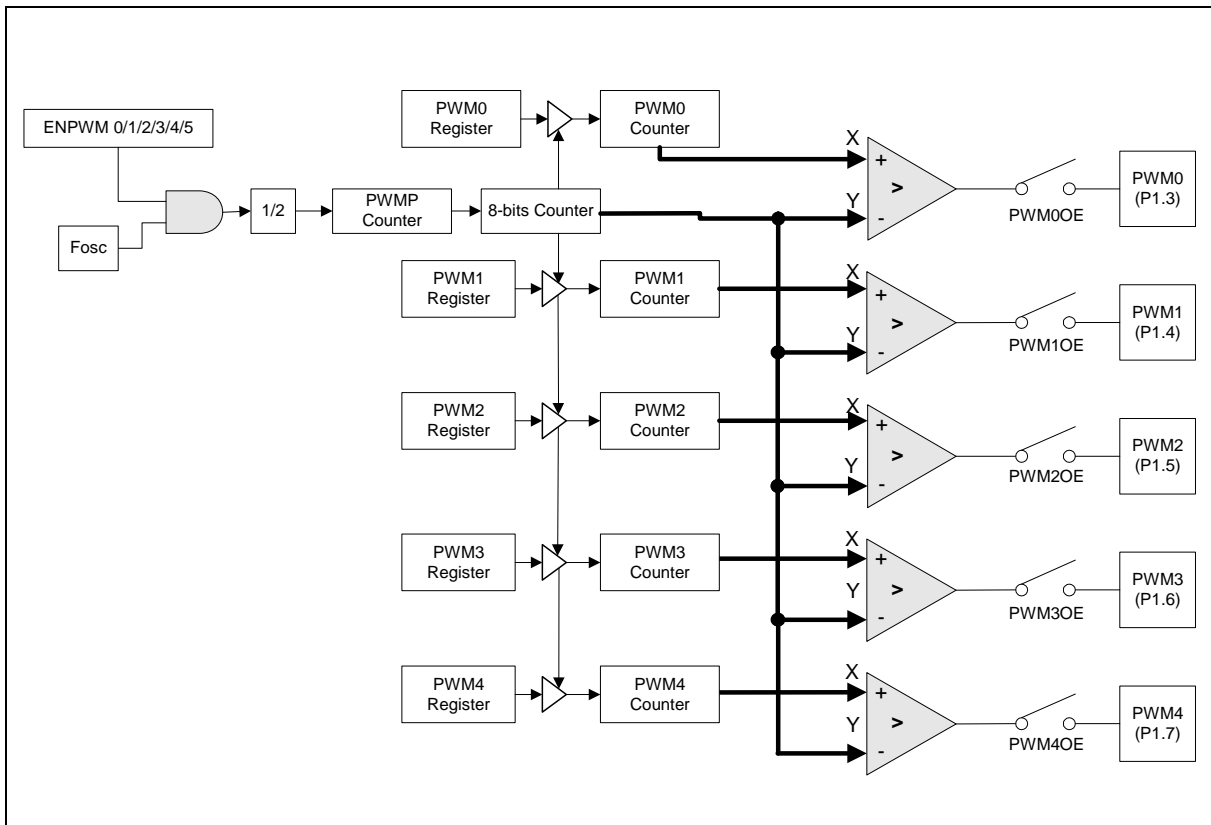 ENPWM 0/1/2/3/4/5
Fosc
1/2
PWMP
Counter
8-bits Counter
PWM0
Register
PWM0
Counter
X
+
>
Y
-
PWM0OE
PWM0
(P1.3)
PWM1
Register
PWM1
Counter
X
+
>
Y
-
PWM1OE
PWM1
(P1.4)
PWM2
Register
PWM2
Counter
X
+
>
Y
-
PWM2OE
PWM2
(P1.5)
PWM3
Register
PWM3
Counter
X
+
>
Y
-
PWM3OE
PWM3
(P1.6)
PWM4
Register
PWM4
Counter
X
+
>
Y
-
PWM4OE
PWM4
(P1.7)